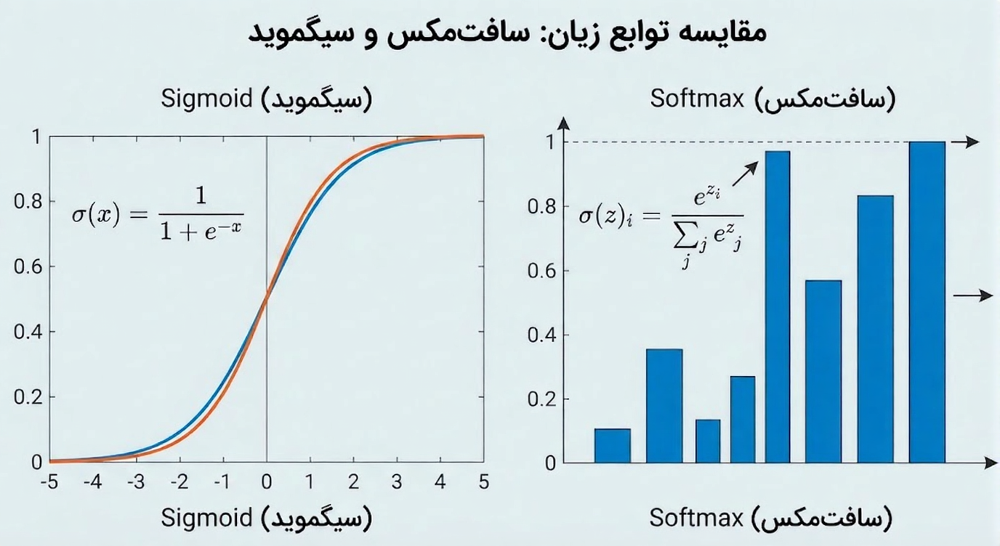 مقایسه توابع زیان: سافت‌مکس و سیگموید
Sigmoid (سیگموید)
1
0.8
0.6
0.4
0.2
0
σ(x) = 1 / (1 + e^{-x})
-5 -4 -3 -2 -1 0 1 2 3 4 5
Sigmoid (سیگموید)
Softmax (سافت‌مکس)
1
0.8
0.6
0.4
0.2
0
σ(z)_i = e^{z_i} / ∑_j j e^z j
Softmax (سافت‌مکس)